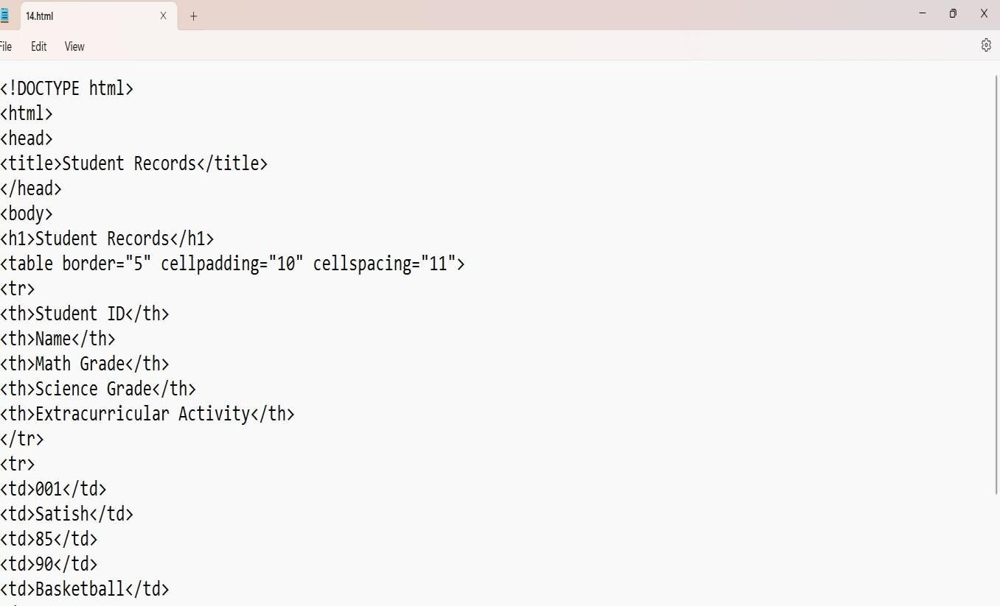 14.html
File Edit View
<!DOCTYPE html>
<html>
<head>
<title>Student Records</title>
</head>
<body>
<h1>Student Records</h1>
<table border="5" cellpadding="10" cellspacing="11">
<tr>
<th>Student ID</th>
<th>Name</th>
<th>Math Grade</th>
<th>Science Grade</th>
<th>Extracurricular Activity</th>
</tr>
<tr>
<td>001</td>
<td>Satish</td>
<td>85</td>
<td>90</td>
<td>Basketball</td>